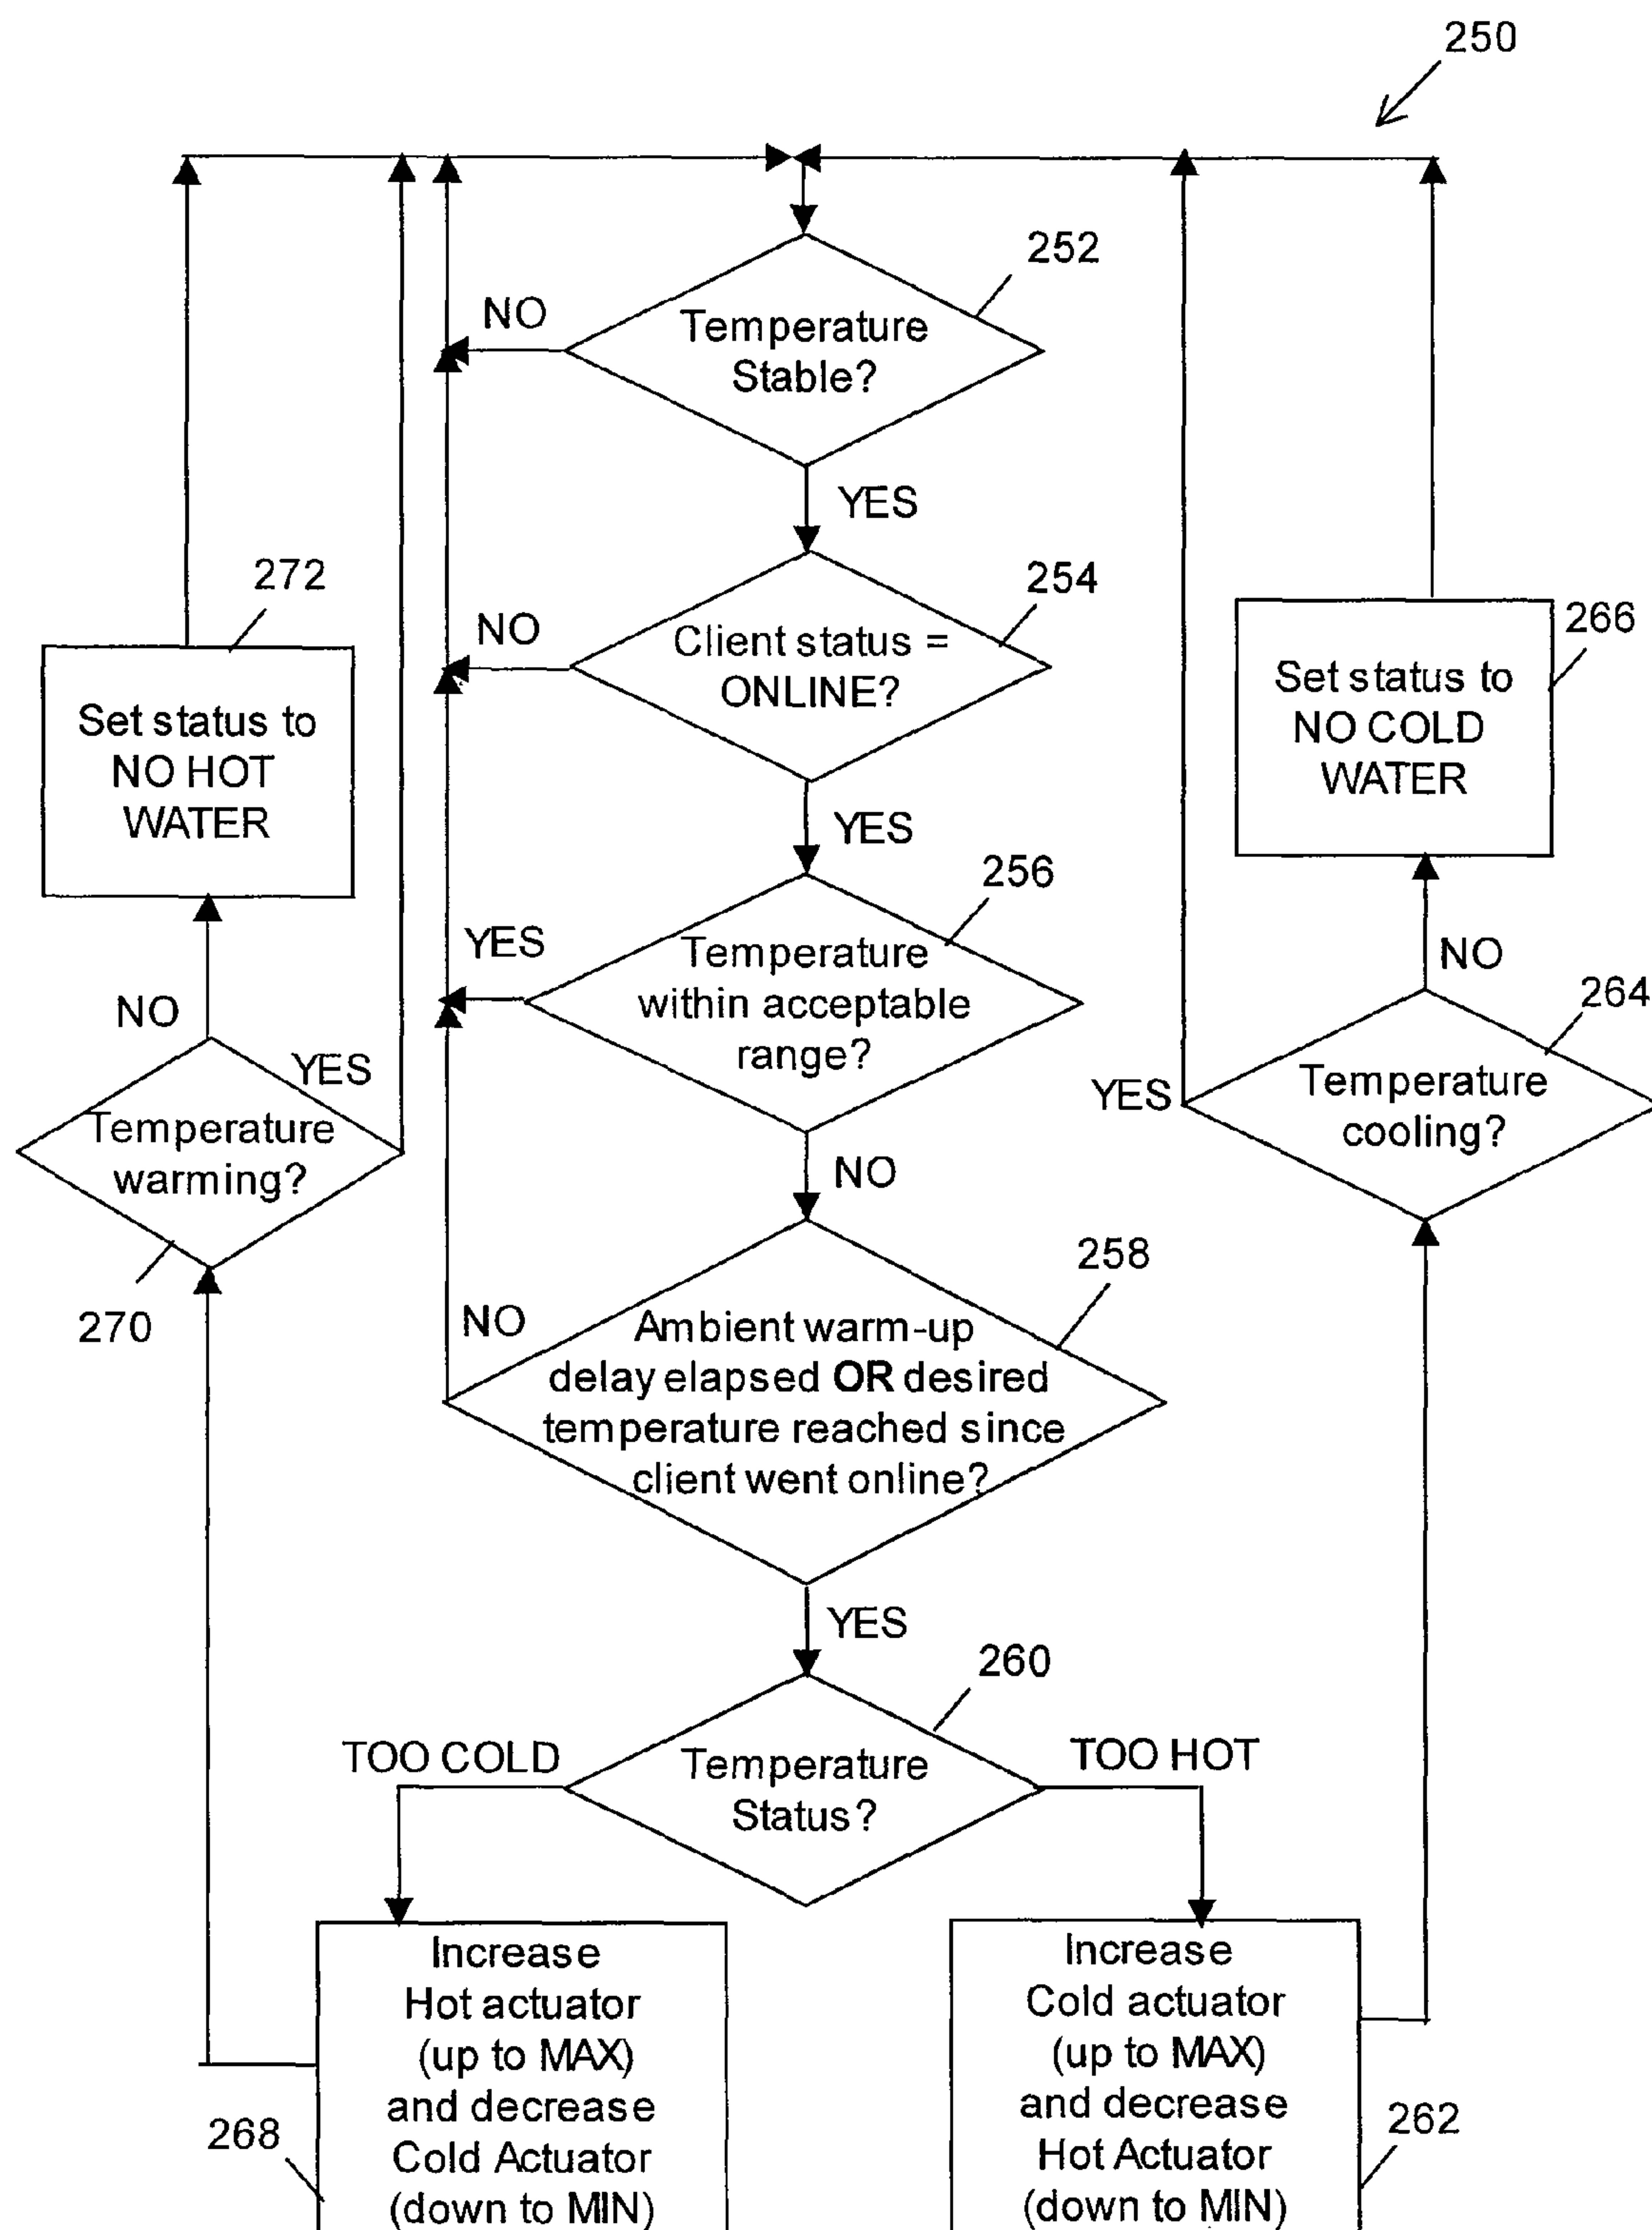 250
252
Temperature
Stable?
NO
YES
254
Client status =
ONLINE?
NO
YES
272
Set status to
NO HOT
WATER
266
Set status to
NO COLD
WATER
256
Temperature
within acceptable
range?
YES
NO
NO
YES
Temperature
warming?
270
NO
264
Temperature
cooling?
YES
258
Ambient warm-up
delay elapsed OR desired
temperature reached since
client went online?
NO
YES
260
Temperature
Status?
TOO COLD
TOO HOT
Increase
Hot actuator
(up to MAX)
and decrease
Cold Actuator
(down to MIN)
268
Increase
Cold actuator
(up to MAX)
and decrease
Hot Actuator
(down to MIN)
262